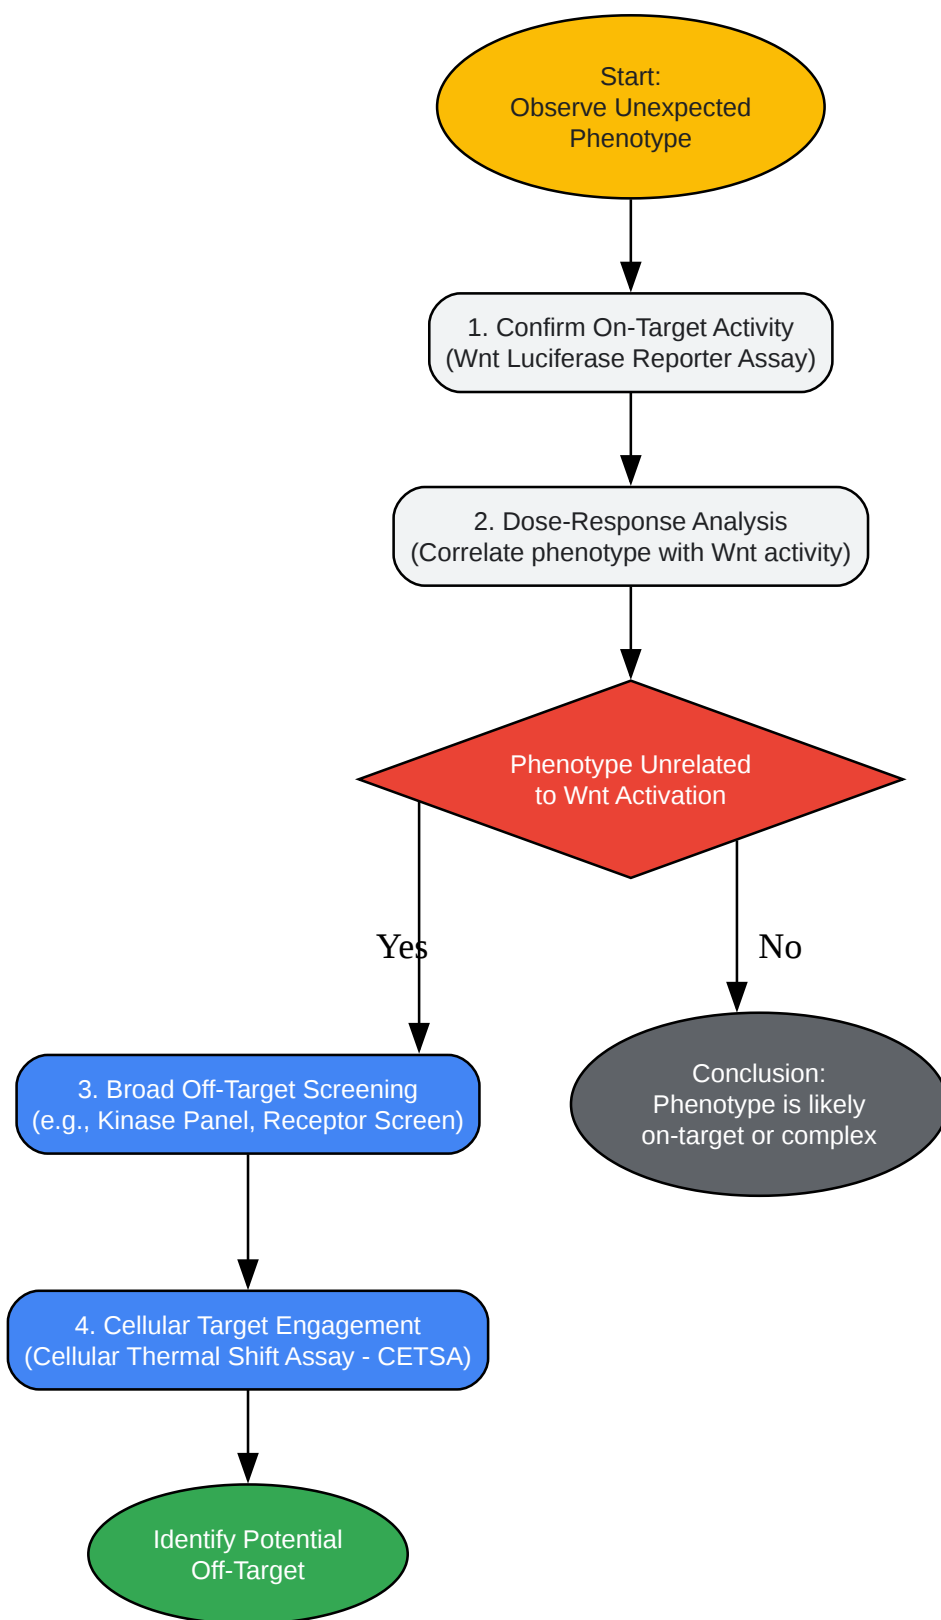 Start:
Observe Unexpected
Phenotype
1. Confirm On-Target Activity
(Wnt Luciferase Reporter Assay)
2. Dose-Response Analysis
(Correlate phenotype with Wnt activity)
Phenotype Unrelated
to Wnt Activation
Yes
No
3. Broad Off-Target Screening
(e.g., Kinase Panel, Receptor Screen)
Conclusion:
Phenotype is likely
on-target or complex
4. Cellular Target Engagement
(Cellular Thermal Shift Assay - CETSA)
Identify Potential
Off-Target